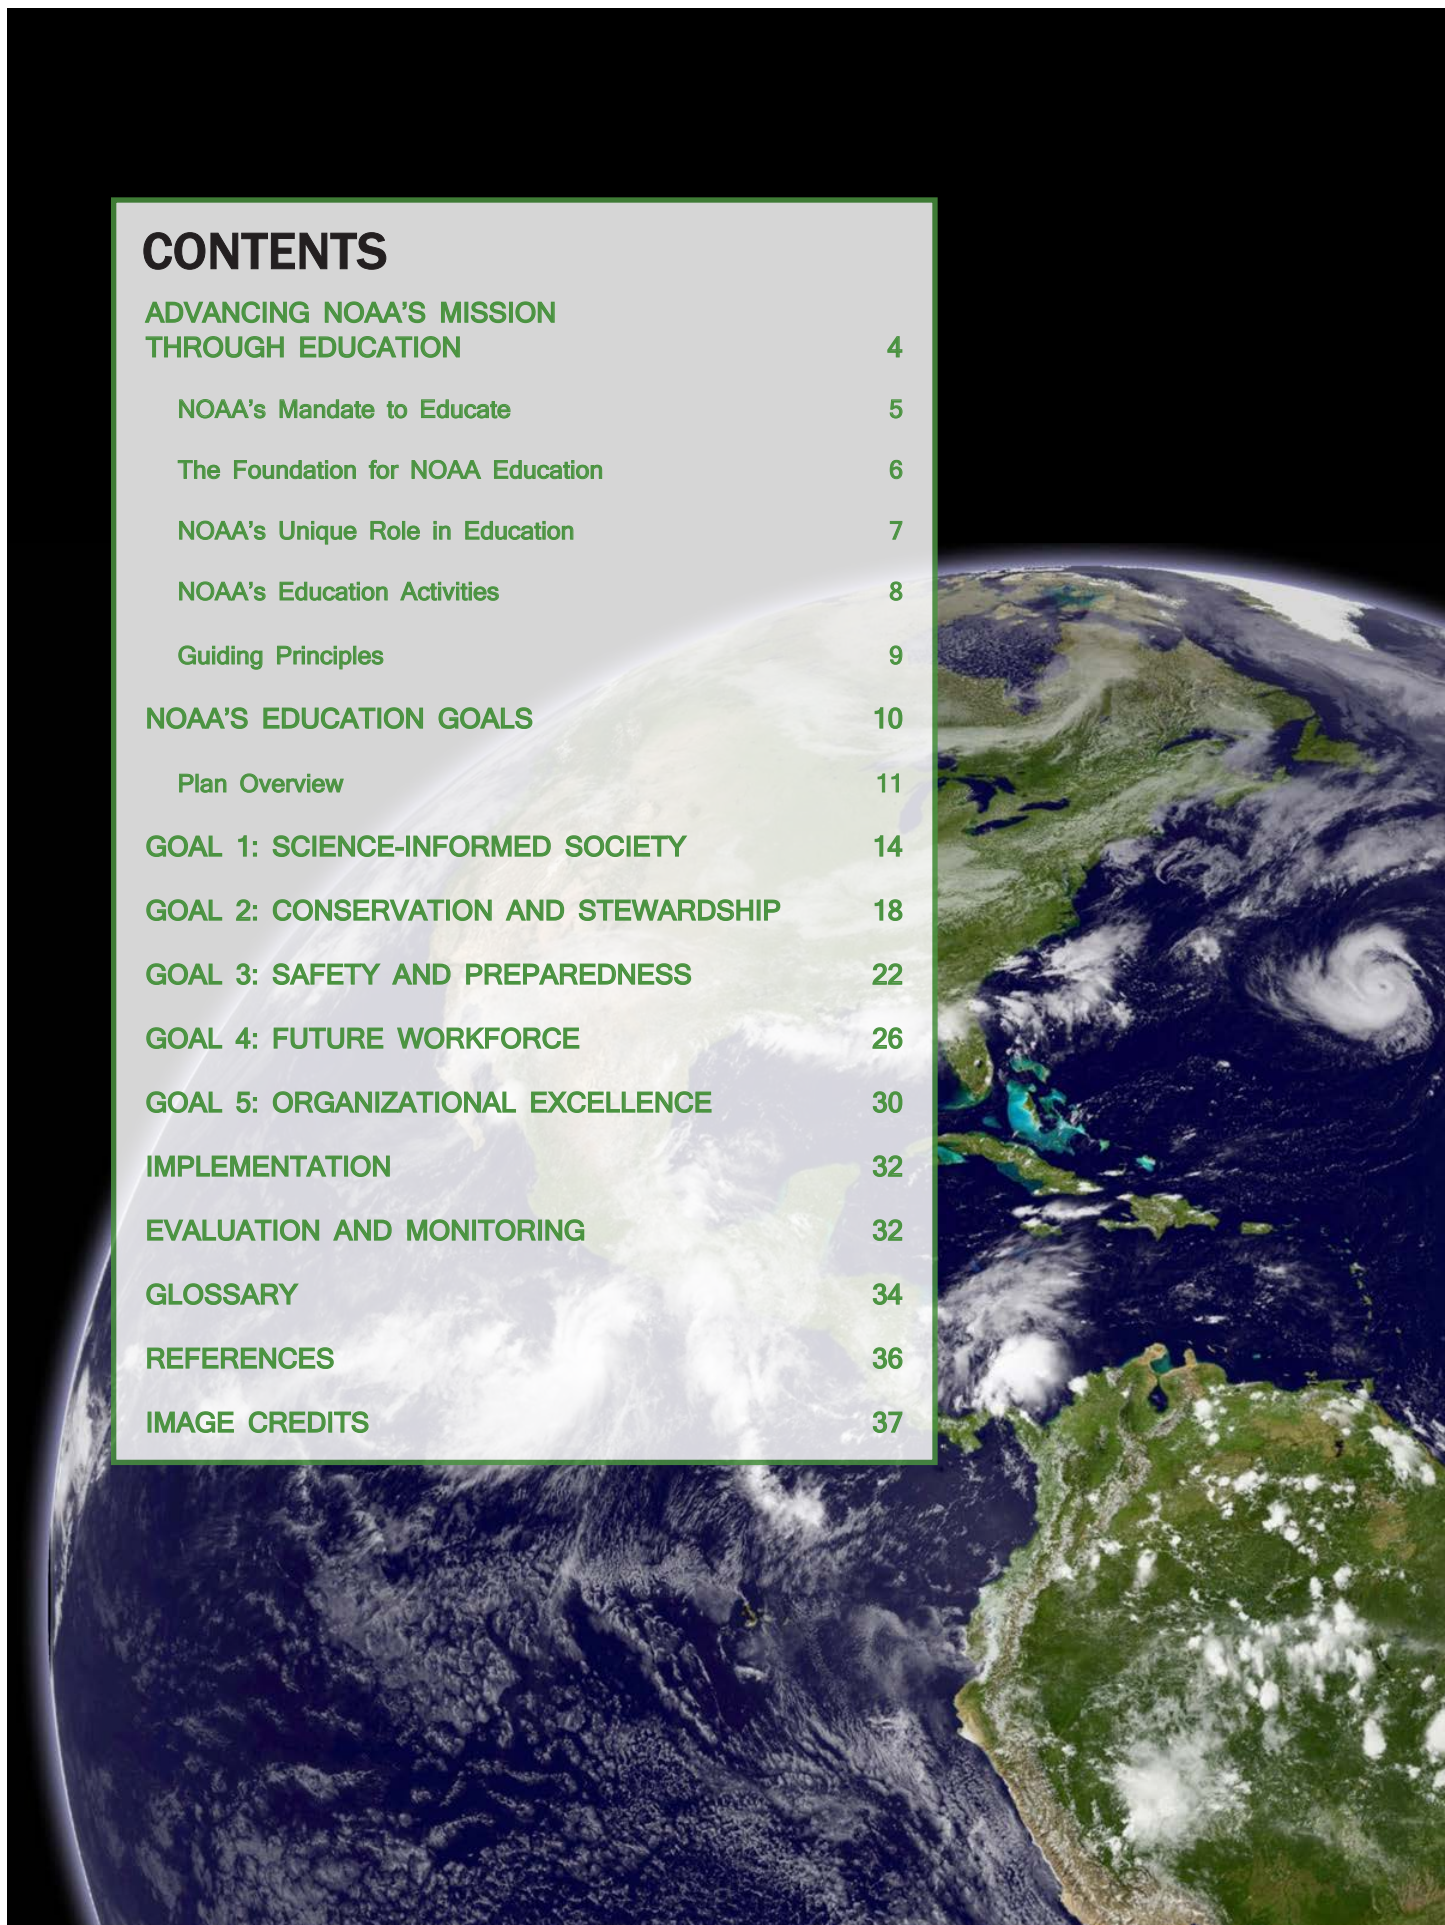 CONTENTS
ADVANCING NOAA'S MISSION
THROUGH EDUCATION 4
NOAA's Mandate to Educate 5
The Foundation for NOAA Education 6
NOAA's Unique Role in Education 7
NOAA's Education Activities 8
Guiding Principles 9
NOAA'S EDUCATION GOALS 10
Plan Overview 11
GOAL 1: SCIENCE-INFORMED SOCIETY 14
GOAL 2: CONSERVATION AND STEWARDSHIP 18
GOAL 3: SAFETY AND PREPAREDNESS 22
GOAL 4: FUTURE WORKFORCE 26
GOAL 5: ORGANIZATIONAL EXCELLENCE 30
IMPLEMENTATION 32
EVALUATION AND MONITORING 32
GLOSSARY 34
REFERENCES 36
IMAGE CREDITS 37